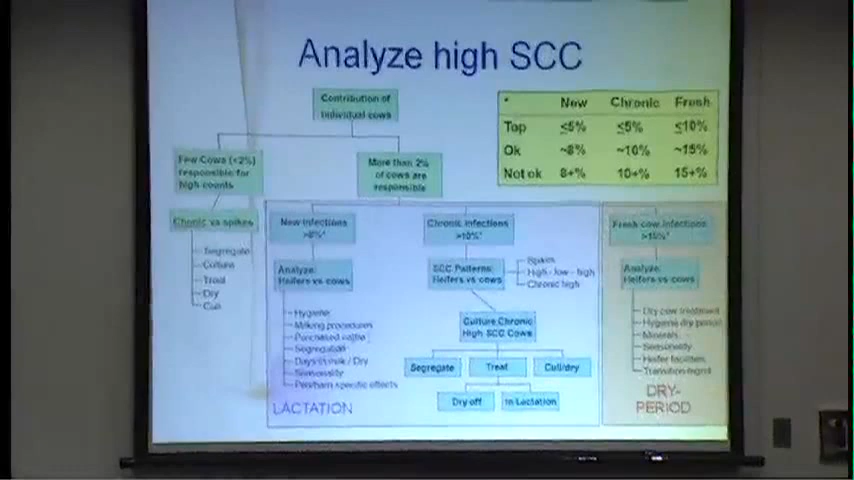 Analyze high SCC
Contribution of
individual cows
* New Chronic Fresh
Top ≤5% ≤5% ≤10%
Ok ~8% ~10% ~15%
Not ok 8+% 10+% 15+%
Few Cows (<2%)
responsible for
high counts
More than 2%
of cows are
responsible
Chonic vs spikes
Segregate
Culture
Treat
Dry
Cull
New infections
>8%*
Analyze:
Heifers vs cows
Hygiene
Milking procedures
Purchased cattle
Segregation
Days in milk / Dry
Seasonality
Pen/barn specific effects
LACTATION
Chronic infections
>10%*
SCC Patterns:
Heifers vs cows
Spikes
High - low - high
Chronic high
Culture Chronic
High SCC Cows
Segregate
Treat
Cull/dry
Dry off
In Lactation
Fresh cow infections
>15%*
Analyze:
Heifers vs cows
Dry cow treatment
Hygiene dry period
Minerals
Seasonality
Heifer facilities
Transition mgmt
DRY-
PERIOD